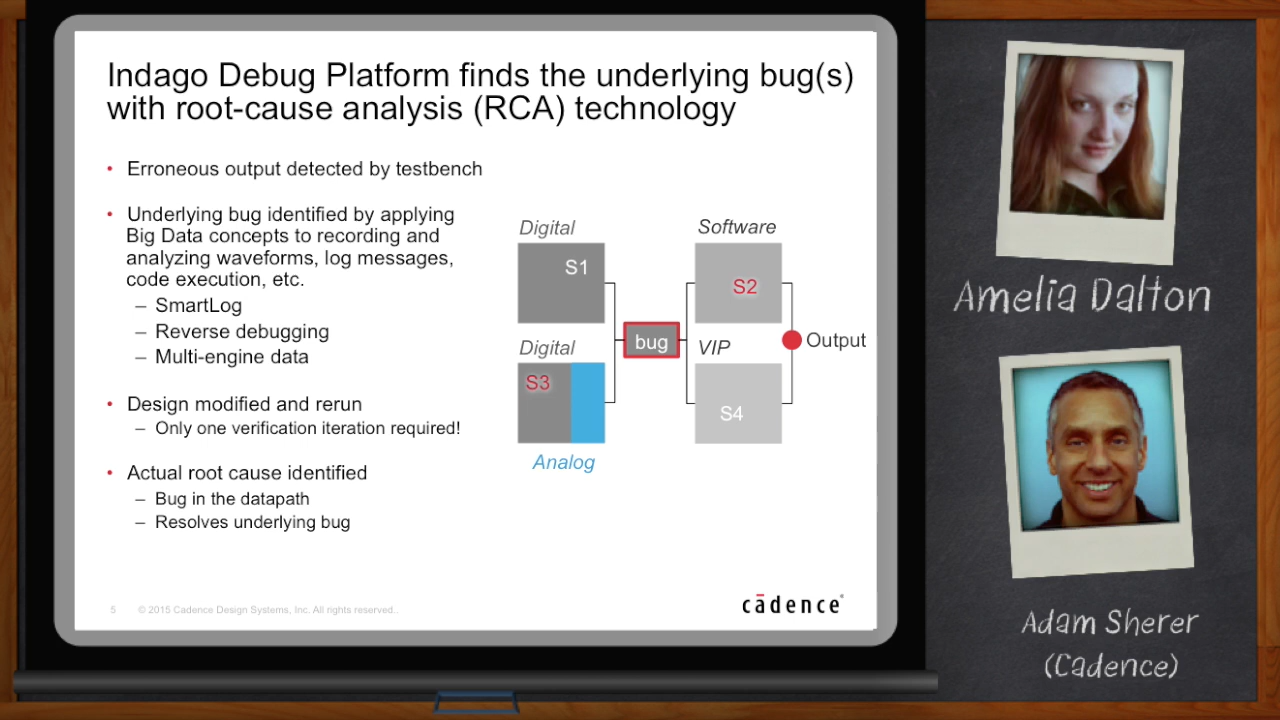 Indago Debug Platform finds the underlying bug(s)
with root-cause analysis (RCA) technology
• Erroneous output detected by testbench
• Underlying bug identified by applying
Big Data concepts to recording and
analyzing waveforms, log messages,
code execution, etc.
– SmartLog
– Reverse debugging
– Multi-engine data
• Design modified and rerun
– Only one verification iteration required!
• Actual root cause identified
– Bug in the datapath
– Resolves underlying bug
Digital
S1
Software
S2
bug
Output
Digital
S3
VIP
S4
Analog
5 © 2015 Cadence Design Systems, Inc. All rights reserved..
cādence®
Amelia Dalton
Adam Sherer
(Cadence)